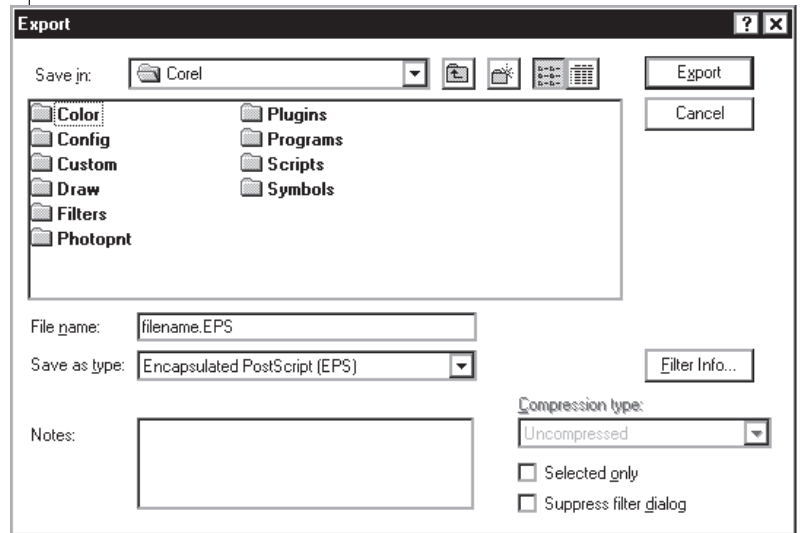 Export
Save in: Corel
Export
Cancel
Color
Config
Custom
Draw
Filters
Photopnt
Plugins
Programs
Scripts
Symbols
File name: filename.EPS
Save as type: Encapsulated PostScript (EPS)
Filter Info...
Notes:
Compression type:
Uncompressed
Selected only
Suppress filter dialog